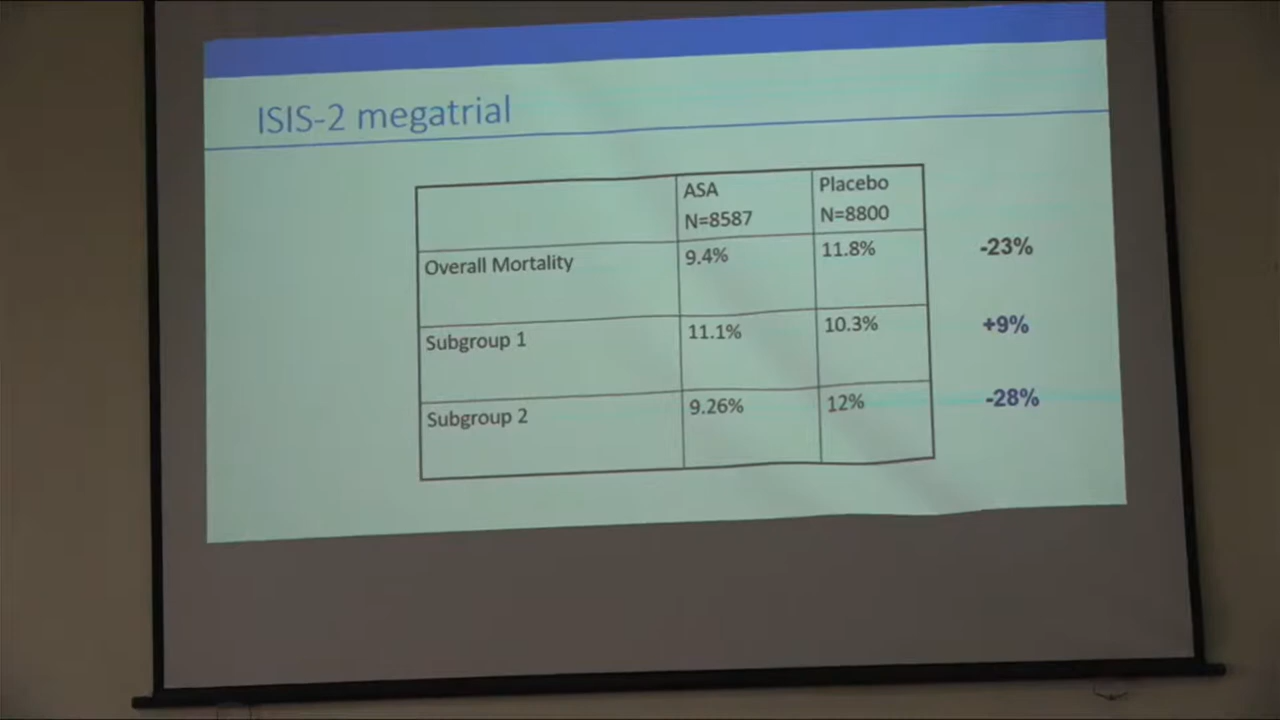 ISIS-2 megatrial
ASA
N=8587
Placebo
N=8800
Overall Mortality
9.4%
11.8%
-23%
Subgroup 1
11.1%
10.3%
+9%
Subgroup 2
9.26%
12%
-28%